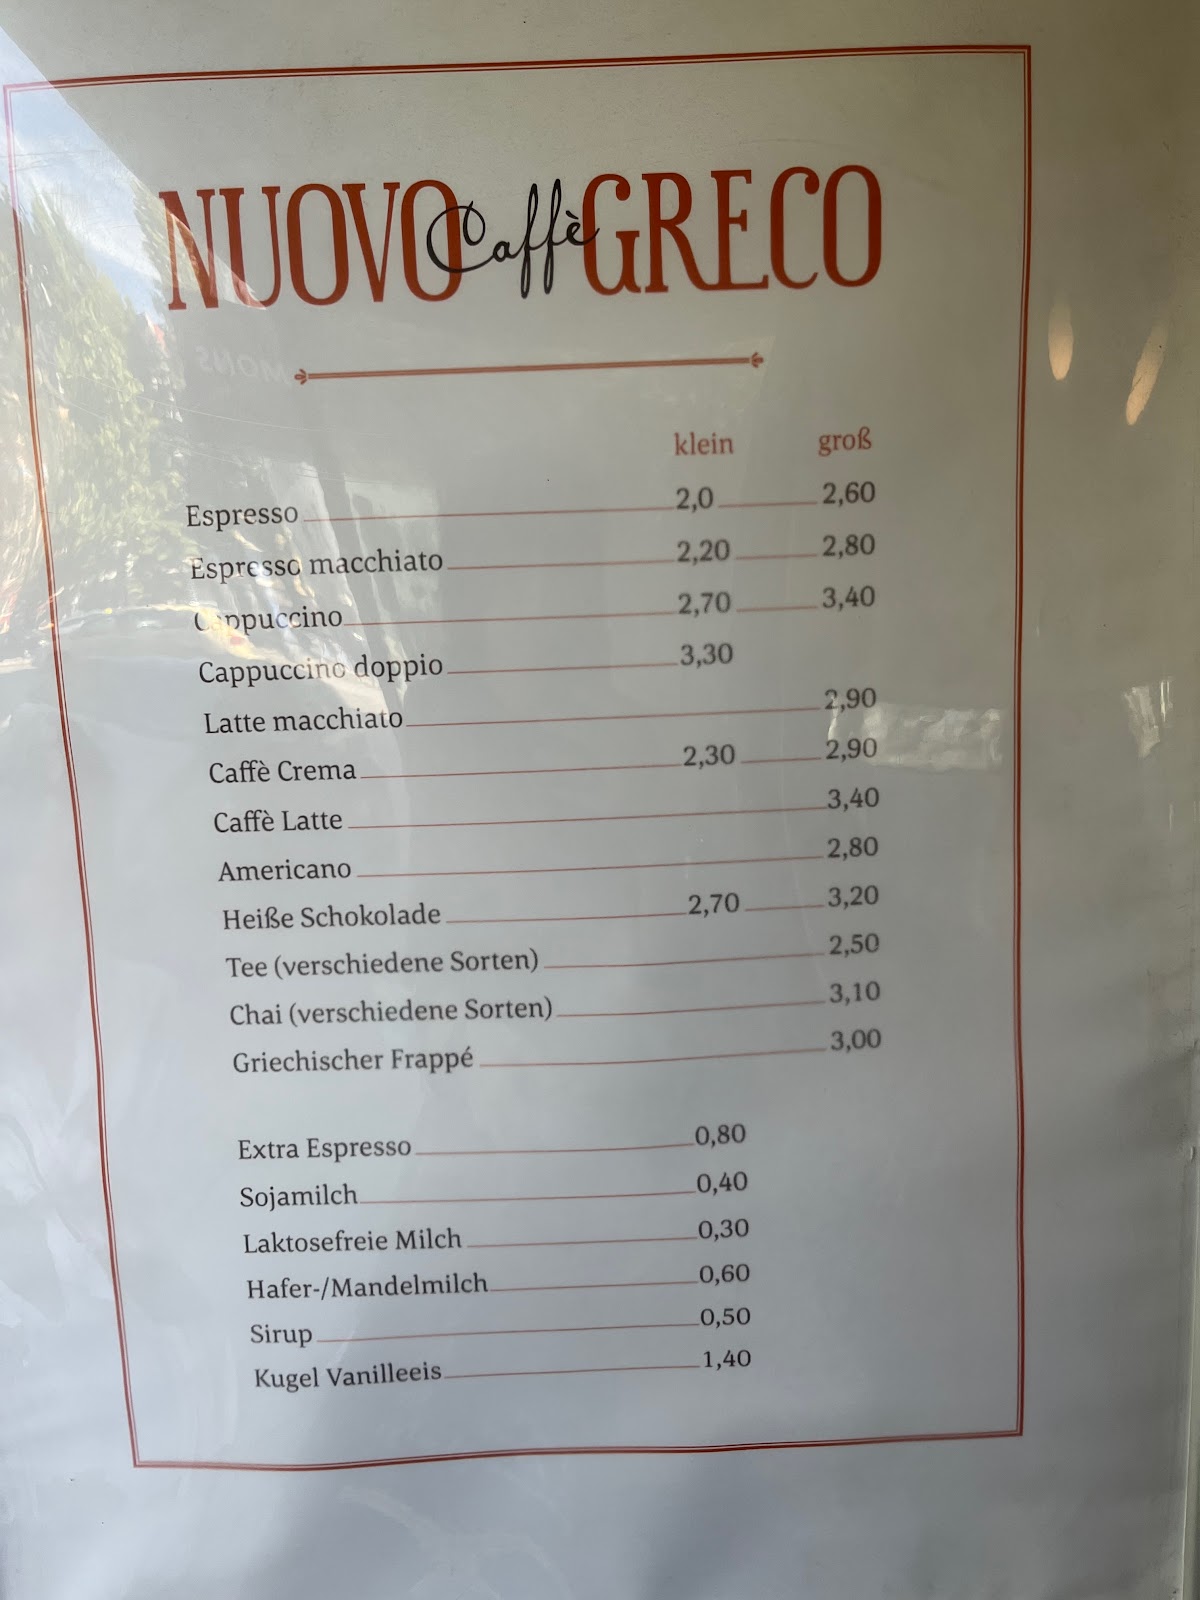 NUOVO Caffè GRECO
klein groß
Espresso 2,0 2,60
Espresso macchiato 2,20 2,80
Cappuccino 2,70 3,40
Cappuccino doppio 3,30
Latte macchiato 2,90
Caffè Crema 2,30 2,90
Caffè Latte 3,40
Americano 2,80
Heiße Schokolade 2,70 3,20
Tee (verschiedene Sorten) 2,50
Chai (verschiedene Sorten) 3,10
Griechischer Frappé 3,00
Extra Espresso 0,80
Sojamilch 0,40
Laktosefreie Milch 0,30
Hafer-/Mandelmilch 0,60
Sirup 0,50
Kugel Vanilleeis 1,40